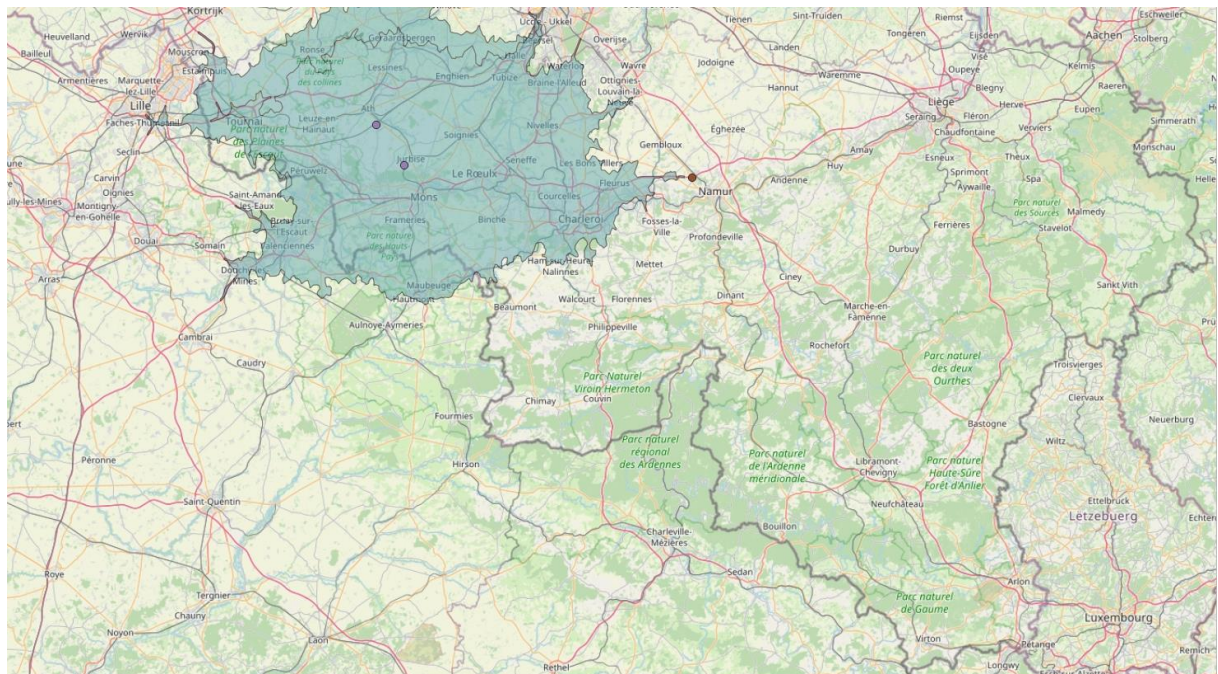 Kortrijk
Heuvelland
Wervik
Ronse
Geraardsbergen
Ukkel
Overijse
Tienen
Sint-Truiden
Riemst
Eschweiler
Bailleul
Mouscron
Halle
Tongeren
Eijsden
Aachen
Stolberg
Landen
Visé
Estaimpuis
Parc naturel
du Pays
des collines
Lessines
Enghien
Tubize
Waterloo
Braine-l'Alleud
Wavre
Jodoigne
Waremme
Oupeye
Kelmis
Armentières
Marquette-
lez-Lille
Ottignies-
Louvain-la-
Neuve
Hannut
Blegny
Raeren
Lille
Ath
Liège
Herve
Eupen
Faches-Thumesnil
Tournai
Leuze-en-
Hainaut
Seraing
Fléron
Simmerath
Parc naturel
des Plaines
Soignies
Nivelles
Éghezée
Chaudfontaine
Verviers
Seclin
Gembloux
Amay
Monschau
Péruwelz
Jurbise
Le Rœulx
Seneffe
Les Bons Villers
Huy
Esneux
Theux
Carvin
Sprimont
Spa
Oignies
Andenne
Fleurus
Namur
Aywaille
Montigny-
en-Gohelle
Saint-Amand-
les-Eaux
Mons
Courcelles
Parc naturel
des Sources
Malmedy
Frameries
Binche
Charleroi
Fosses-la-
Ville
Ferrières
Stavelot
Douai
Somain
l'Escaut
Valenciennes
Parc naturel
des Hauts
Pays
Profondeville
Durbuy
Ham-sur-Heure-
Nalinnes
Mettet
Arras
Mines
Maubeuge
Ciney
Sankt Vith
Hautmont
Beaumont
Walcourt
Florennes
Dinant
Marche-en-
Famenne
Aulnoye-Aymeries
Philippeville
Cambrai
Rochefort
Caudry
Parc naturel
des deux
Ourthes
Troisvierges
Parc Naturel
Viroin Hermeton
Chimay
Couvin
Clervaux
Fourmies
Neuerburg
Bastogne
Parc naturel
régional
des Ardennes
Wiltz
Péronne
Hirson
Parc naturel
de l'Ardenne
méridionale
Libramont-
Chevigny
Parc naturel
Haute-Sûre
Forêt d'Anlier
Saint-Quentin
Neufchâteau
Ettelbruck
Lëtzebuerg
Bouillon
Charleville-
Mézières
Roye
Sedan
Arlon
Tergnier
Parc naturel
de Gaume
Chauny
Luxembourg
Noyon
Laon
Virton
Pétange
Remich
Rethel
Longwy